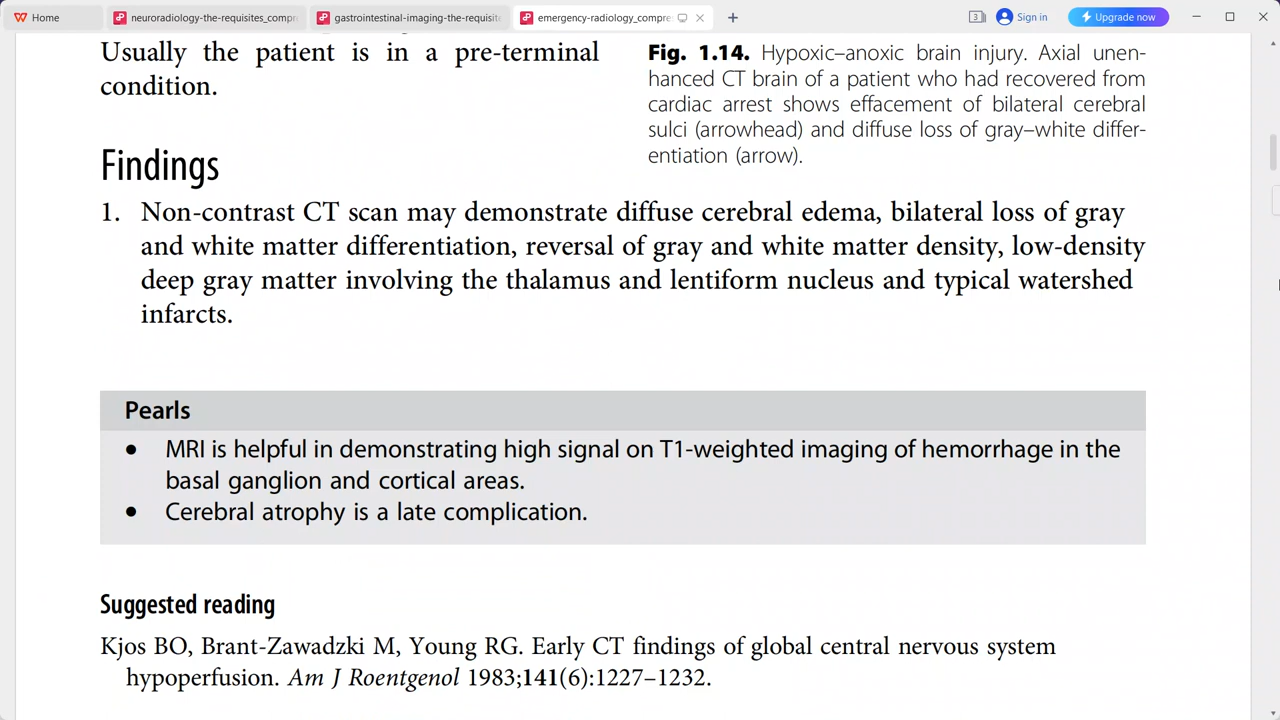 Home
neuroradiology-the-requisites_compre
gastrointestinal-imaging-the-requisite
emergency-radiology_compre
3
Sign in
Upgrade now
Usually the patient is in a pre-terminal
condition.
Fig. 1.14. Hypoxic–anoxic brain injury. Axial unen-
hanced CT brain of a patient who had recovered from
cardiac arrest shows effacement of bilateral cerebral
sulci (arrowhead) and diffuse loss of gray–white differ-
entiation (arrow).
Findings
1. Non-contrast CT scan may demonstrate diffuse cerebral edema, bilateral loss of gray
and white matter differentiation, reversal of gray and white matter density, low-density
deep gray matter involving the thalamus and lentiform nucleus and typical watershed
infarcts.
Pearls
• MRI is helpful in demonstrating high signal on T1-weighted imaging of hemorrhage in the
basal ganglion and cortical areas.
• Cerebral atrophy is a late complication.
Suggested reading
Kjos BO, Brant-Zawadzki M, Young RG. Early CT findings of global central nervous system
hypoperfusion. Am J Roentgenol 1983;141(6):1227–1232.